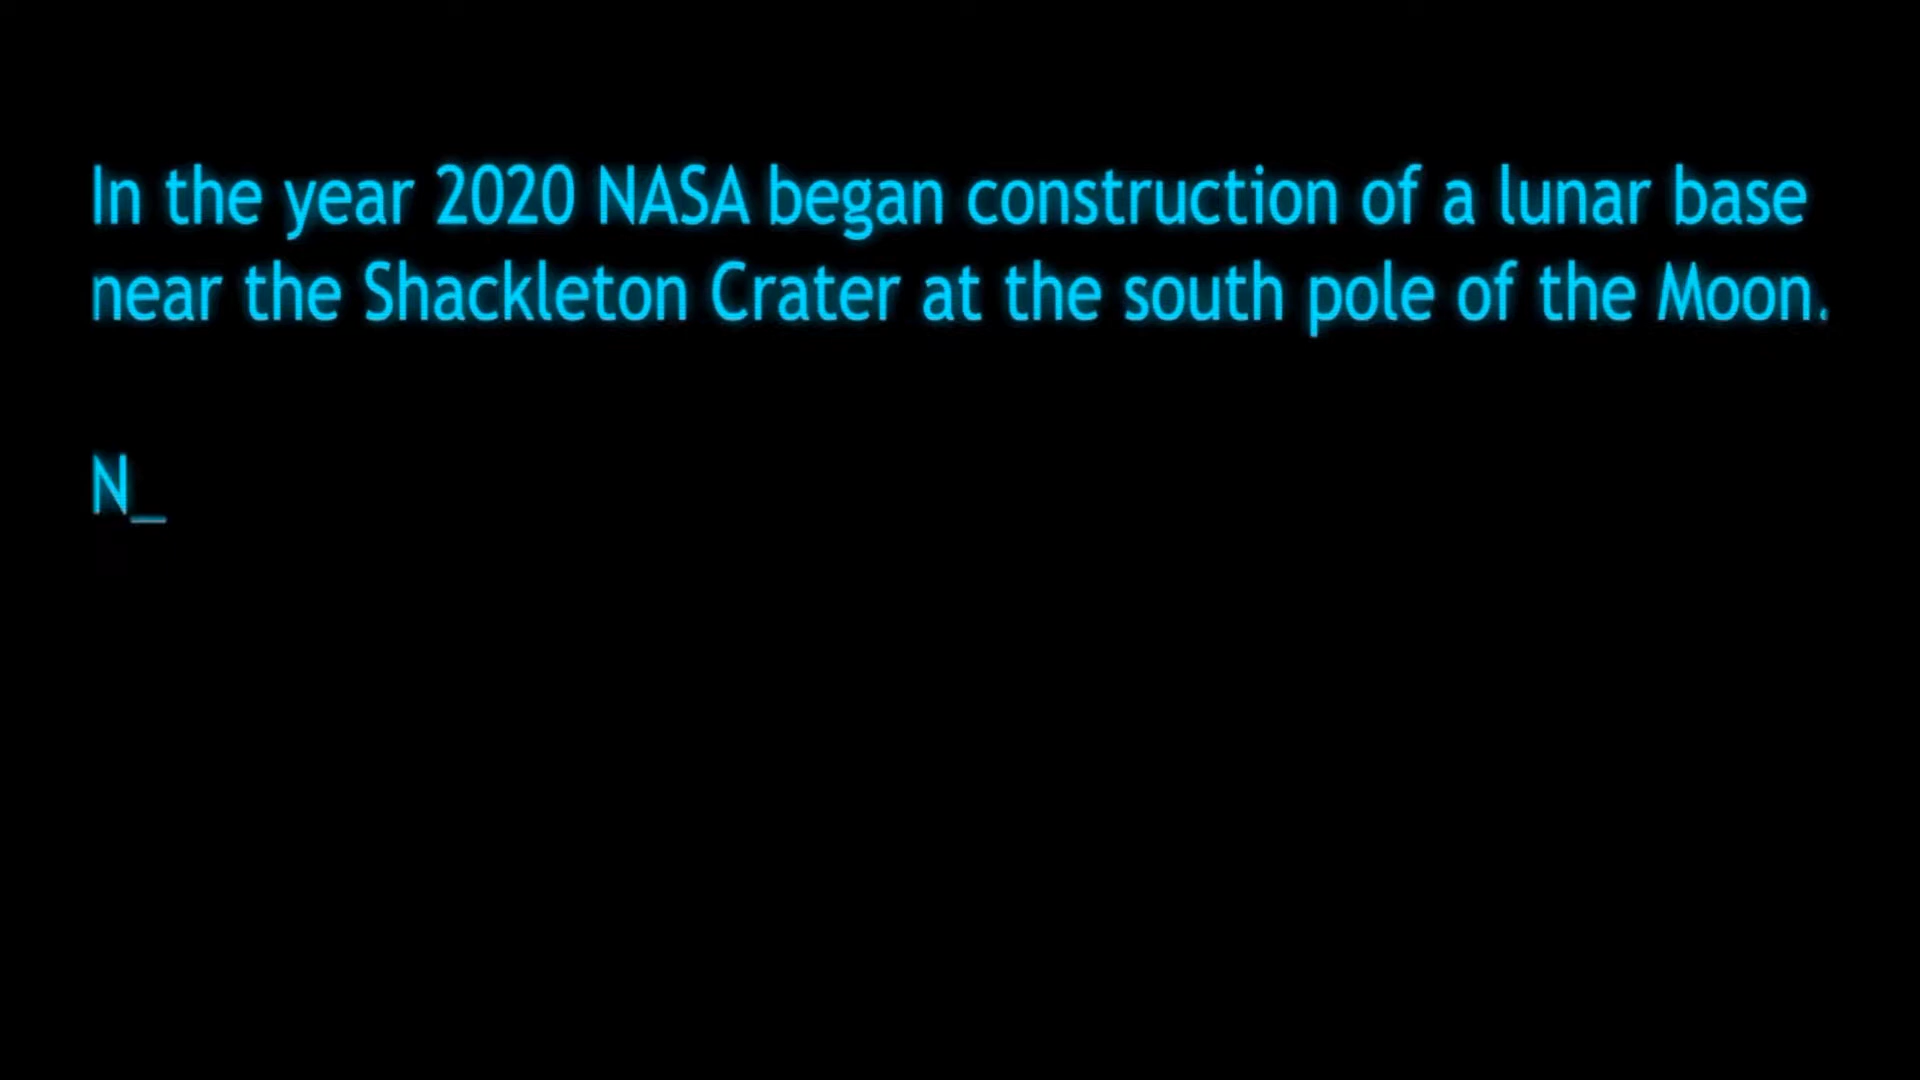 In the year 2020 NASA began construction of a lunar base
near the Shackleton Crater at the south pole of the Moon.
N_